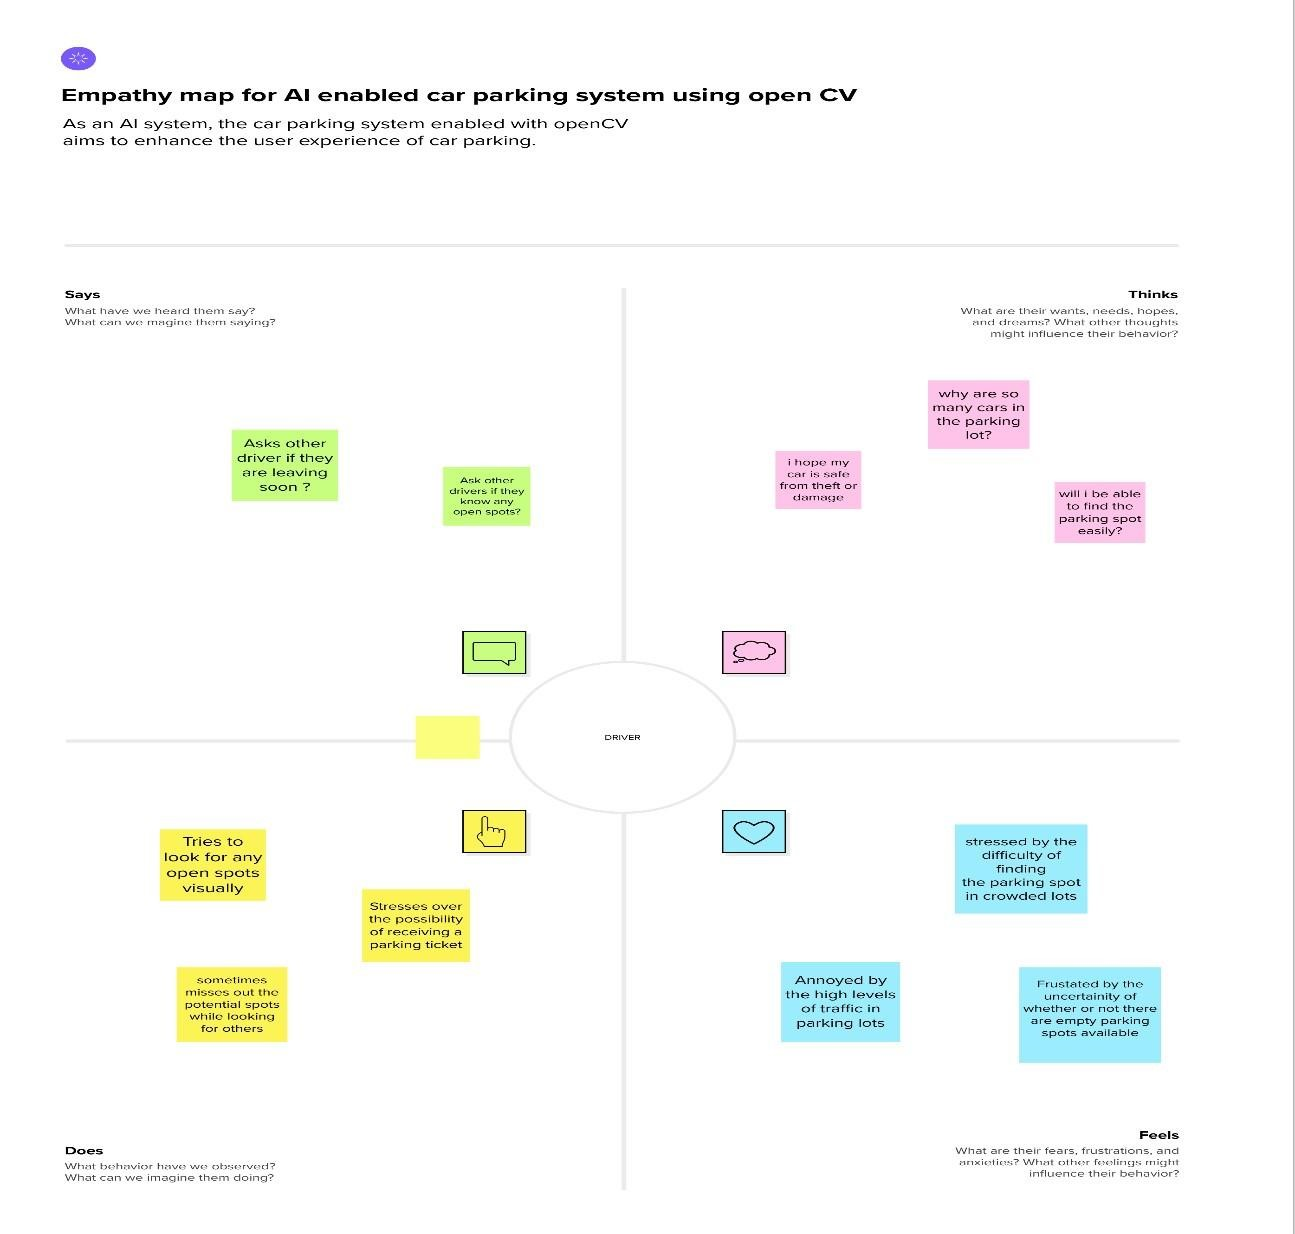 Empathy map for AI enabled car parking system using open CV
As an AI system, the car parking system enabled with openCV
aims to enhance the user experience of car parking.
Says
What have we heard them say?
What can we magine them saying?
Thinks
What are their wants, needs, hopes,
and dreams? What other thoughts
might influence their behavior?
Asks other
driver if they
are leaving
soon ?
Ask other
drivers if they
know any
open spots?
why are so
many cars in
the parking
lot?
i hope my
car is safe
from theft or
damage
will i be able
to find the
parking spot
easily?
DRIVER
Tries to
look for any
open spots
visually
Stresses over
the possibility
of receiving a
parking ticket
sometimes
misses out the
potential spots
while looking
for others
stressed by the
difficulty of
finding
the parking spot
in crowded lots
Annoyed by
the high levels
of traffic in
parking lots
Frustated by the
uncertainity of
whether or not there
are empty parking
spots available
Does
What behavior have we observed?
What can we imagine them doing?
Feels
What are their fears, frustrations, and
anxieties? What other feelings might
influence their behavior?